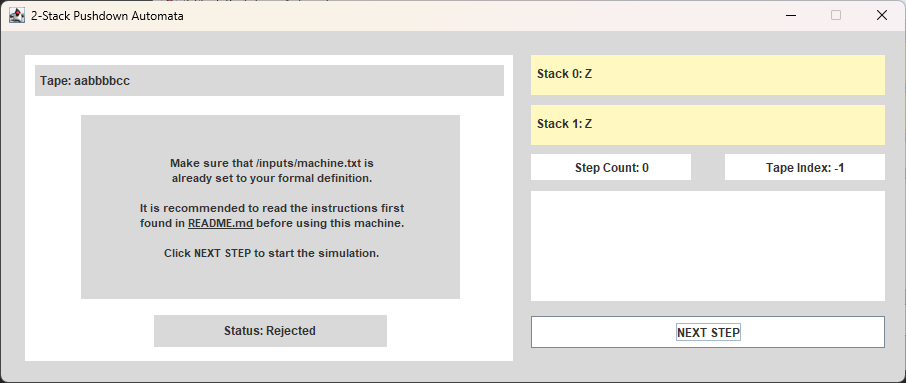 2-Stack Pushdown Automata
Tape: aabbbbcc
Make sure that /inputs/machine.txt is
already set to your formal definition.
It is recommended to read the instructions first
found in README.md before using this machine.
Click NEXT STEP to start the simulation.
Status: Rejected
Stack 0: Z
Stack 1: Z
Step Count: 0
Tape Index: -1
NEXT STEP